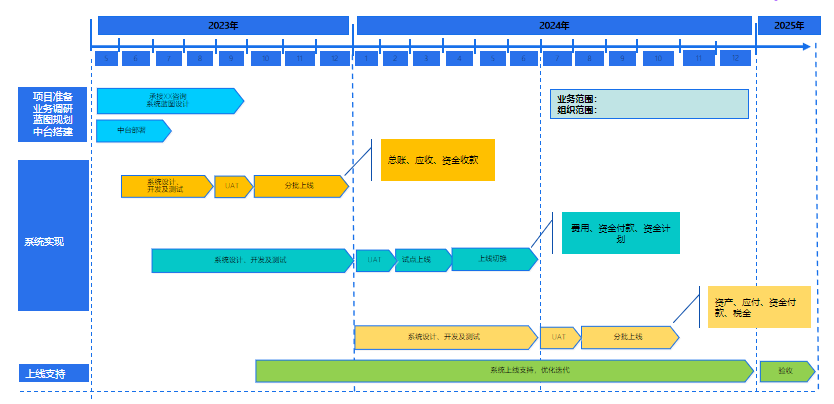 2023年
2024年
2025年
5 6 7 8 9 10 11 12 1 2 3 4 5 6 7 8 9 10 11 12
项目准备
业务调研
蓝图规划
中台搭建
承接XX咨询
系统蓝图设计
中台部署
业务范围:
组织范围:
系统实现
总账、应收、资金收款
系统设计、
开发及测试
UAT
分批上线
费用、资金付款、资金计
划
系统设计、开发及测试
UAT
试点上线
上线切换
资产、应付、资金付
款、税金
系统设计、开发及测试
UAT
分批上线
上线支持
系统上线支持，优化迭代
验收